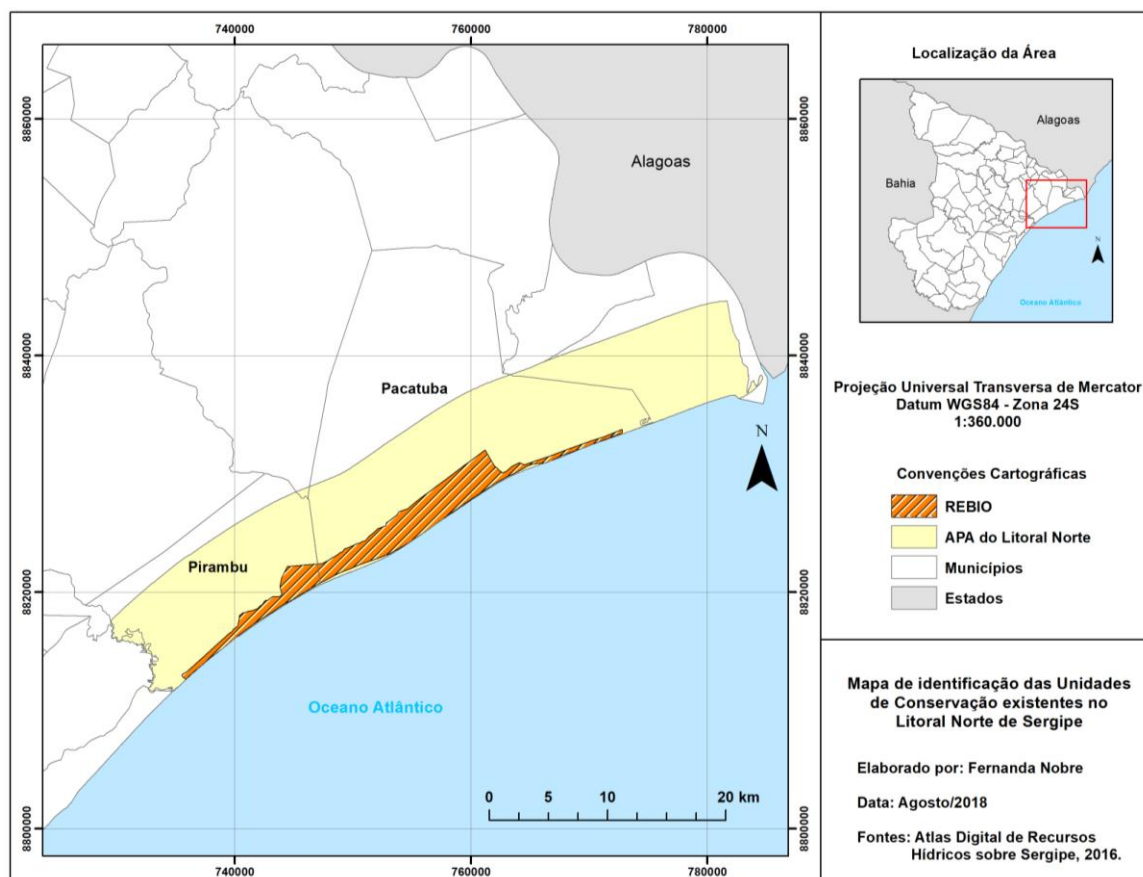 740000
760000
780000
8860000
8840000
8820000
8800000
8860000
8840000
8820000
8800000
Alagoas
Pacatuba
Pirambu
N
Oceano Atlântico
0 5 10 20 km
740000
760000
780000
Localização da Área
Alagoas
Bahia
N
Oceano Atlântico
Projeção Universal Transversa de Mercator
Datum WGS84 - Zona 24S
1:360.000
Convenções Cartográficas
REBIO
APA do Litoral Norte
Municípios
Estados
Mapa de identificação das Unidades
de Conservação existentes no
Litoral Norte de Sergipe
Elaborado por: Fernanda Nobre
Data: Agosto/2018
Fontes: Atlas Digital de Recursos
Hídricos sobre Sergipe, 2016.